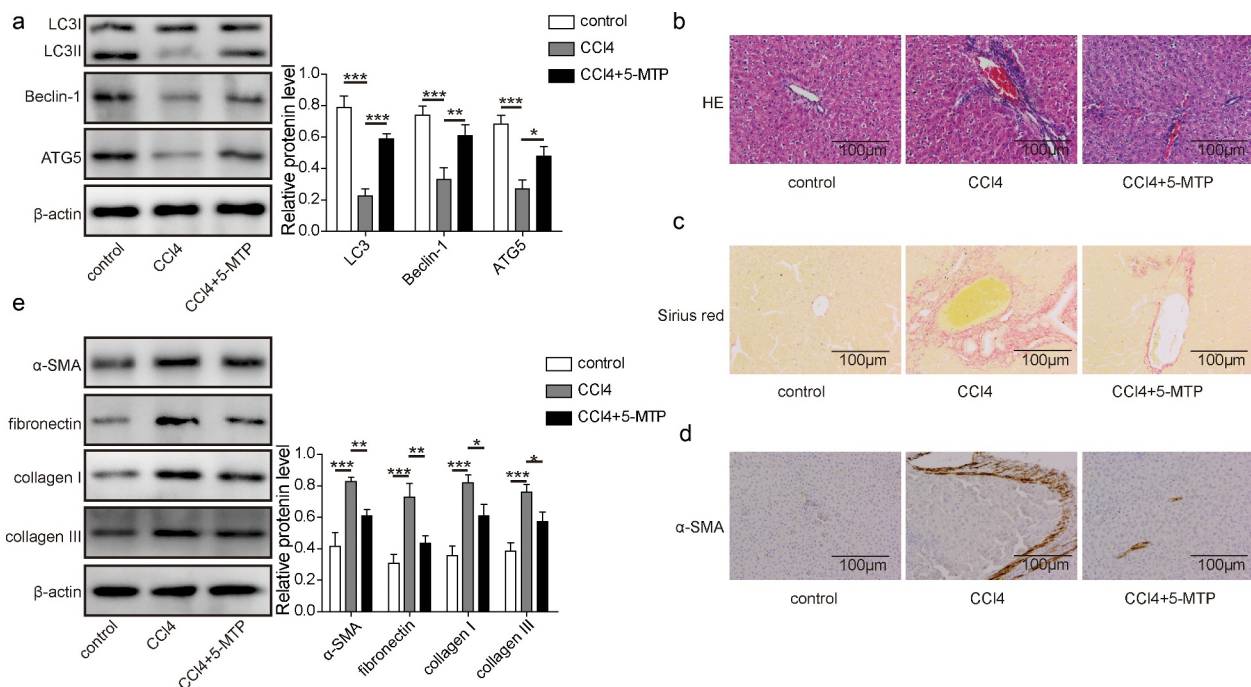 a
LC3I
LC3II
Beclin-1
ATG5
β-actin
control
CCl4
CCl4+5-MTP
control
CCl4
CCl4+5-MTP
Relative protenin level
0.0
0.2
0.4
0.6
0.8
1.0
***
***
***
**
***
*
LC3
Beclin-1
ATG5
b
HE
100μm
100μm
100μm
control
CCl4
CCl4+5-MTP
c
Sirius red
100μm
100μm
100μm
control
CCl4
CCl4+5-MTP
d
α-SMA
100μm
100μm
100μm
control
CCl4
CCl4+5-MTP
e
α-SMA
fibronectin
collagen I
collagen III
β-actin
control
CCl4
CCl4+5-MTP
control
CCl4
CCl4+5-MTP
Relative protenin level
0.0
0.2
0.4
0.6
0.8
1.0
***
**
***
**
***
*
***
*
α-SMA
fibronectin
collagen I
collagen III